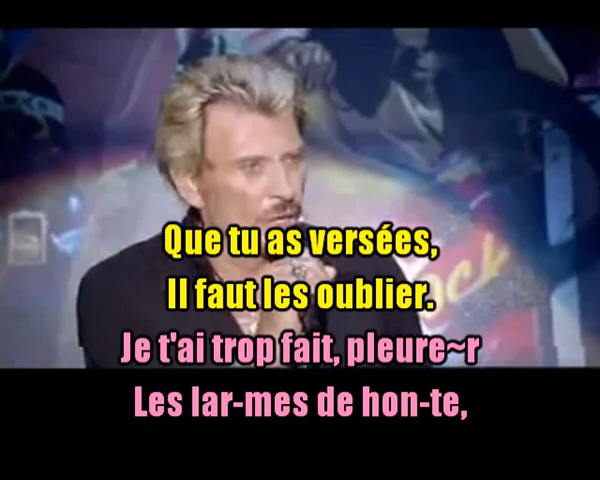 Que tu as versées,
Il faut les oublier.
ock
Je t'ai trop fait, pleure~r
Les lar-mes de hon-te,